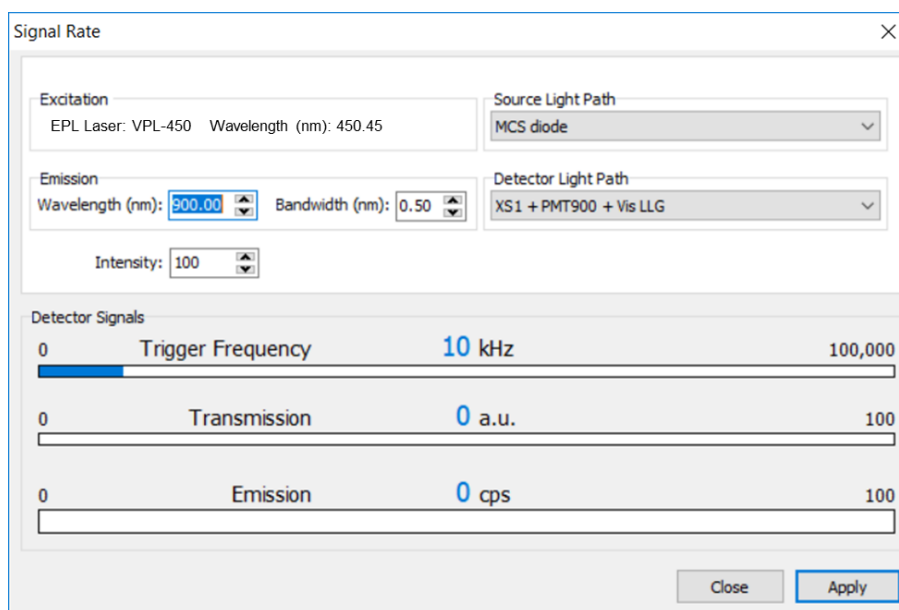 Signal Rate
Excitation
EPL Laser: VPL-450 Wavelength (nm): 450.45
Source Light Path
MCS diode
Emission
Wavelength (nm): 900.00 Bandwidth (nm): 0.50
Detector Light Path
XS1 + PMT900 + Vis LLG
Intensity: 100
Detector Signals
0 Trigger Frequency 10 kHz 100,000
0 Transmission 0 a.u. 100
0 Emission 0 cps 100
Close Apply